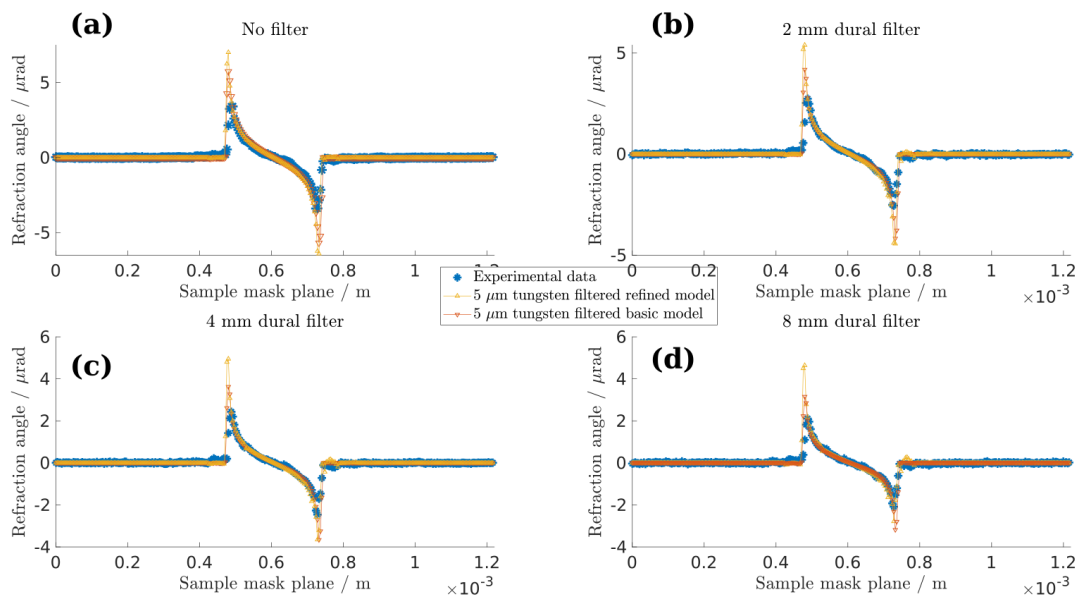 (a)
No filter
Refraction angle / μrad
5
0
-5
0 0.2 0.4 0.6 0.8 1 1.2
Sample mask plane / m
×10⁻³
(b)
2 mm dural filter
Refraction angle / μrad
5
0
-5
0 0.2 0.4 0.6 0.8 1 1.2
Sample mask plane / m
×10⁻³
Experimental data
5 μm tungsten filtered refined model
5 μm tungsten filtered basic model
(c)
4 mm dural filter
Refraction angle / μrad
6
4
2
0
-2
-4
0 0.2 0.4 0.6 0.8 1 1.2
Sample mask plane / m
×10⁻³
(d)
8 mm dural filter
Refraction angle / μrad
6
4
2
0
-2
-4
0 0.2 0.4 0.6 0.8 1 1.2
Sample mask plane / m
×10⁻³